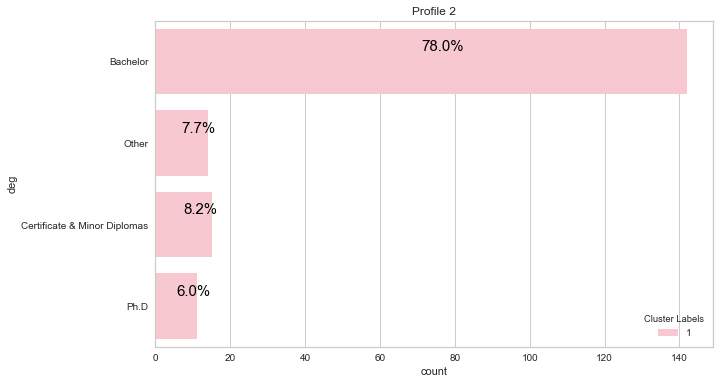 Profile 2
Bachelor
78.0%
Other
7.7%
Certificate & Minor Diplomas
8.2%
Ph.D
6.0%
deg
Cluster Labels
1
0 20 40 60 80 100 120 140
count